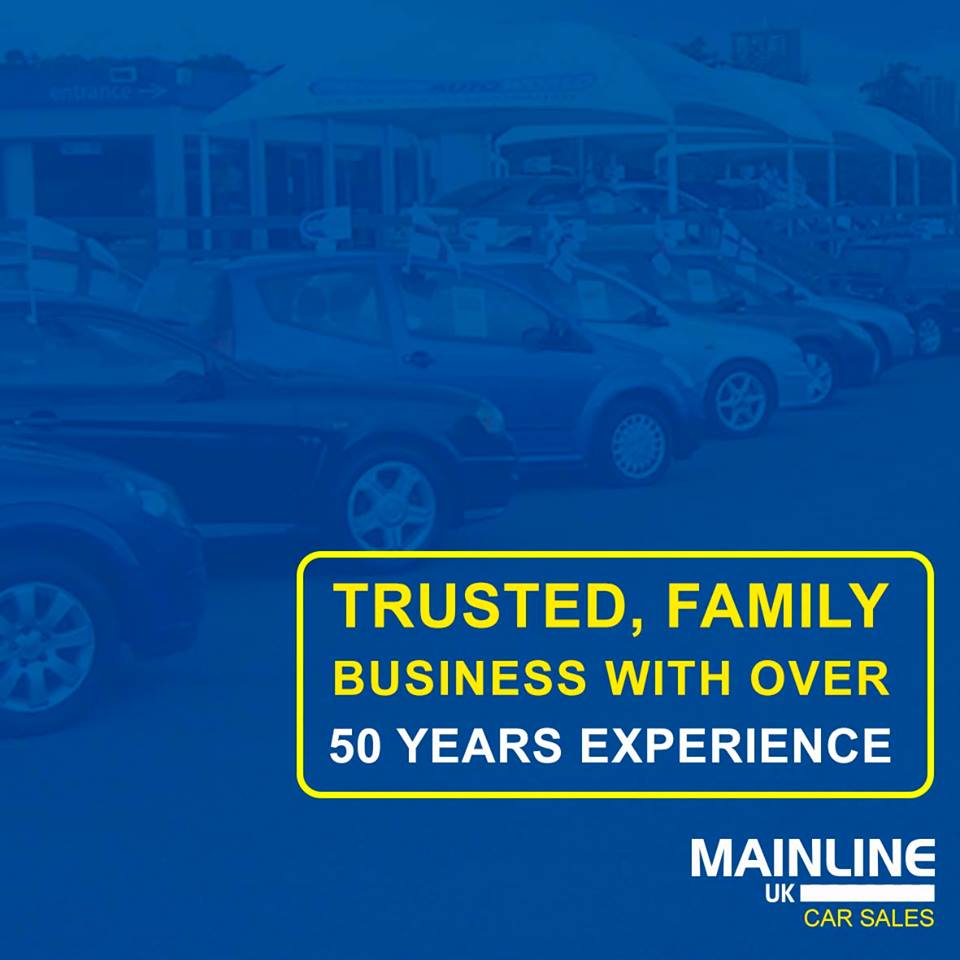 entrance
TRUSTED, FAMILY
BUSINESS WITH OVER
50 YEARS EXPERIENCE
MAINLINE
UK
CAR SALES